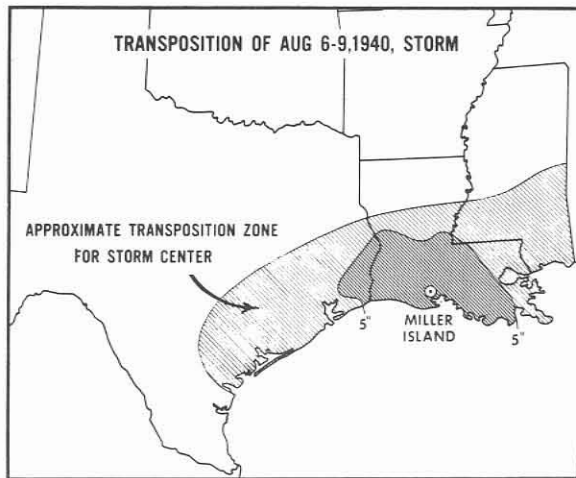 TRANSPOSITION OF AUG 6-9,1940, STORM
APPROXIMATE TRANSPOSITION ZONE
FOR STORM CENTER
5"
MILLER
ISLAND
5"